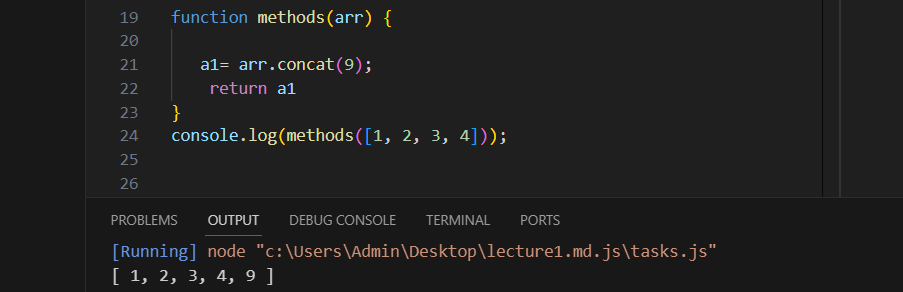 19 function methods(arr) {
20
21 a1= arr.concat(9);
22 return a1
23 }
24 console.log(methods([1, 2, 3, 4]));
25
26
PROBLEMS OUTPUT DEBUG CONSOLE TERMINAL PORTS
[Running] node "c:\Users\Admin\Desktop\lecture1.md.js\tasks.js"
[ 1, 2, 3, 4, 9 ]